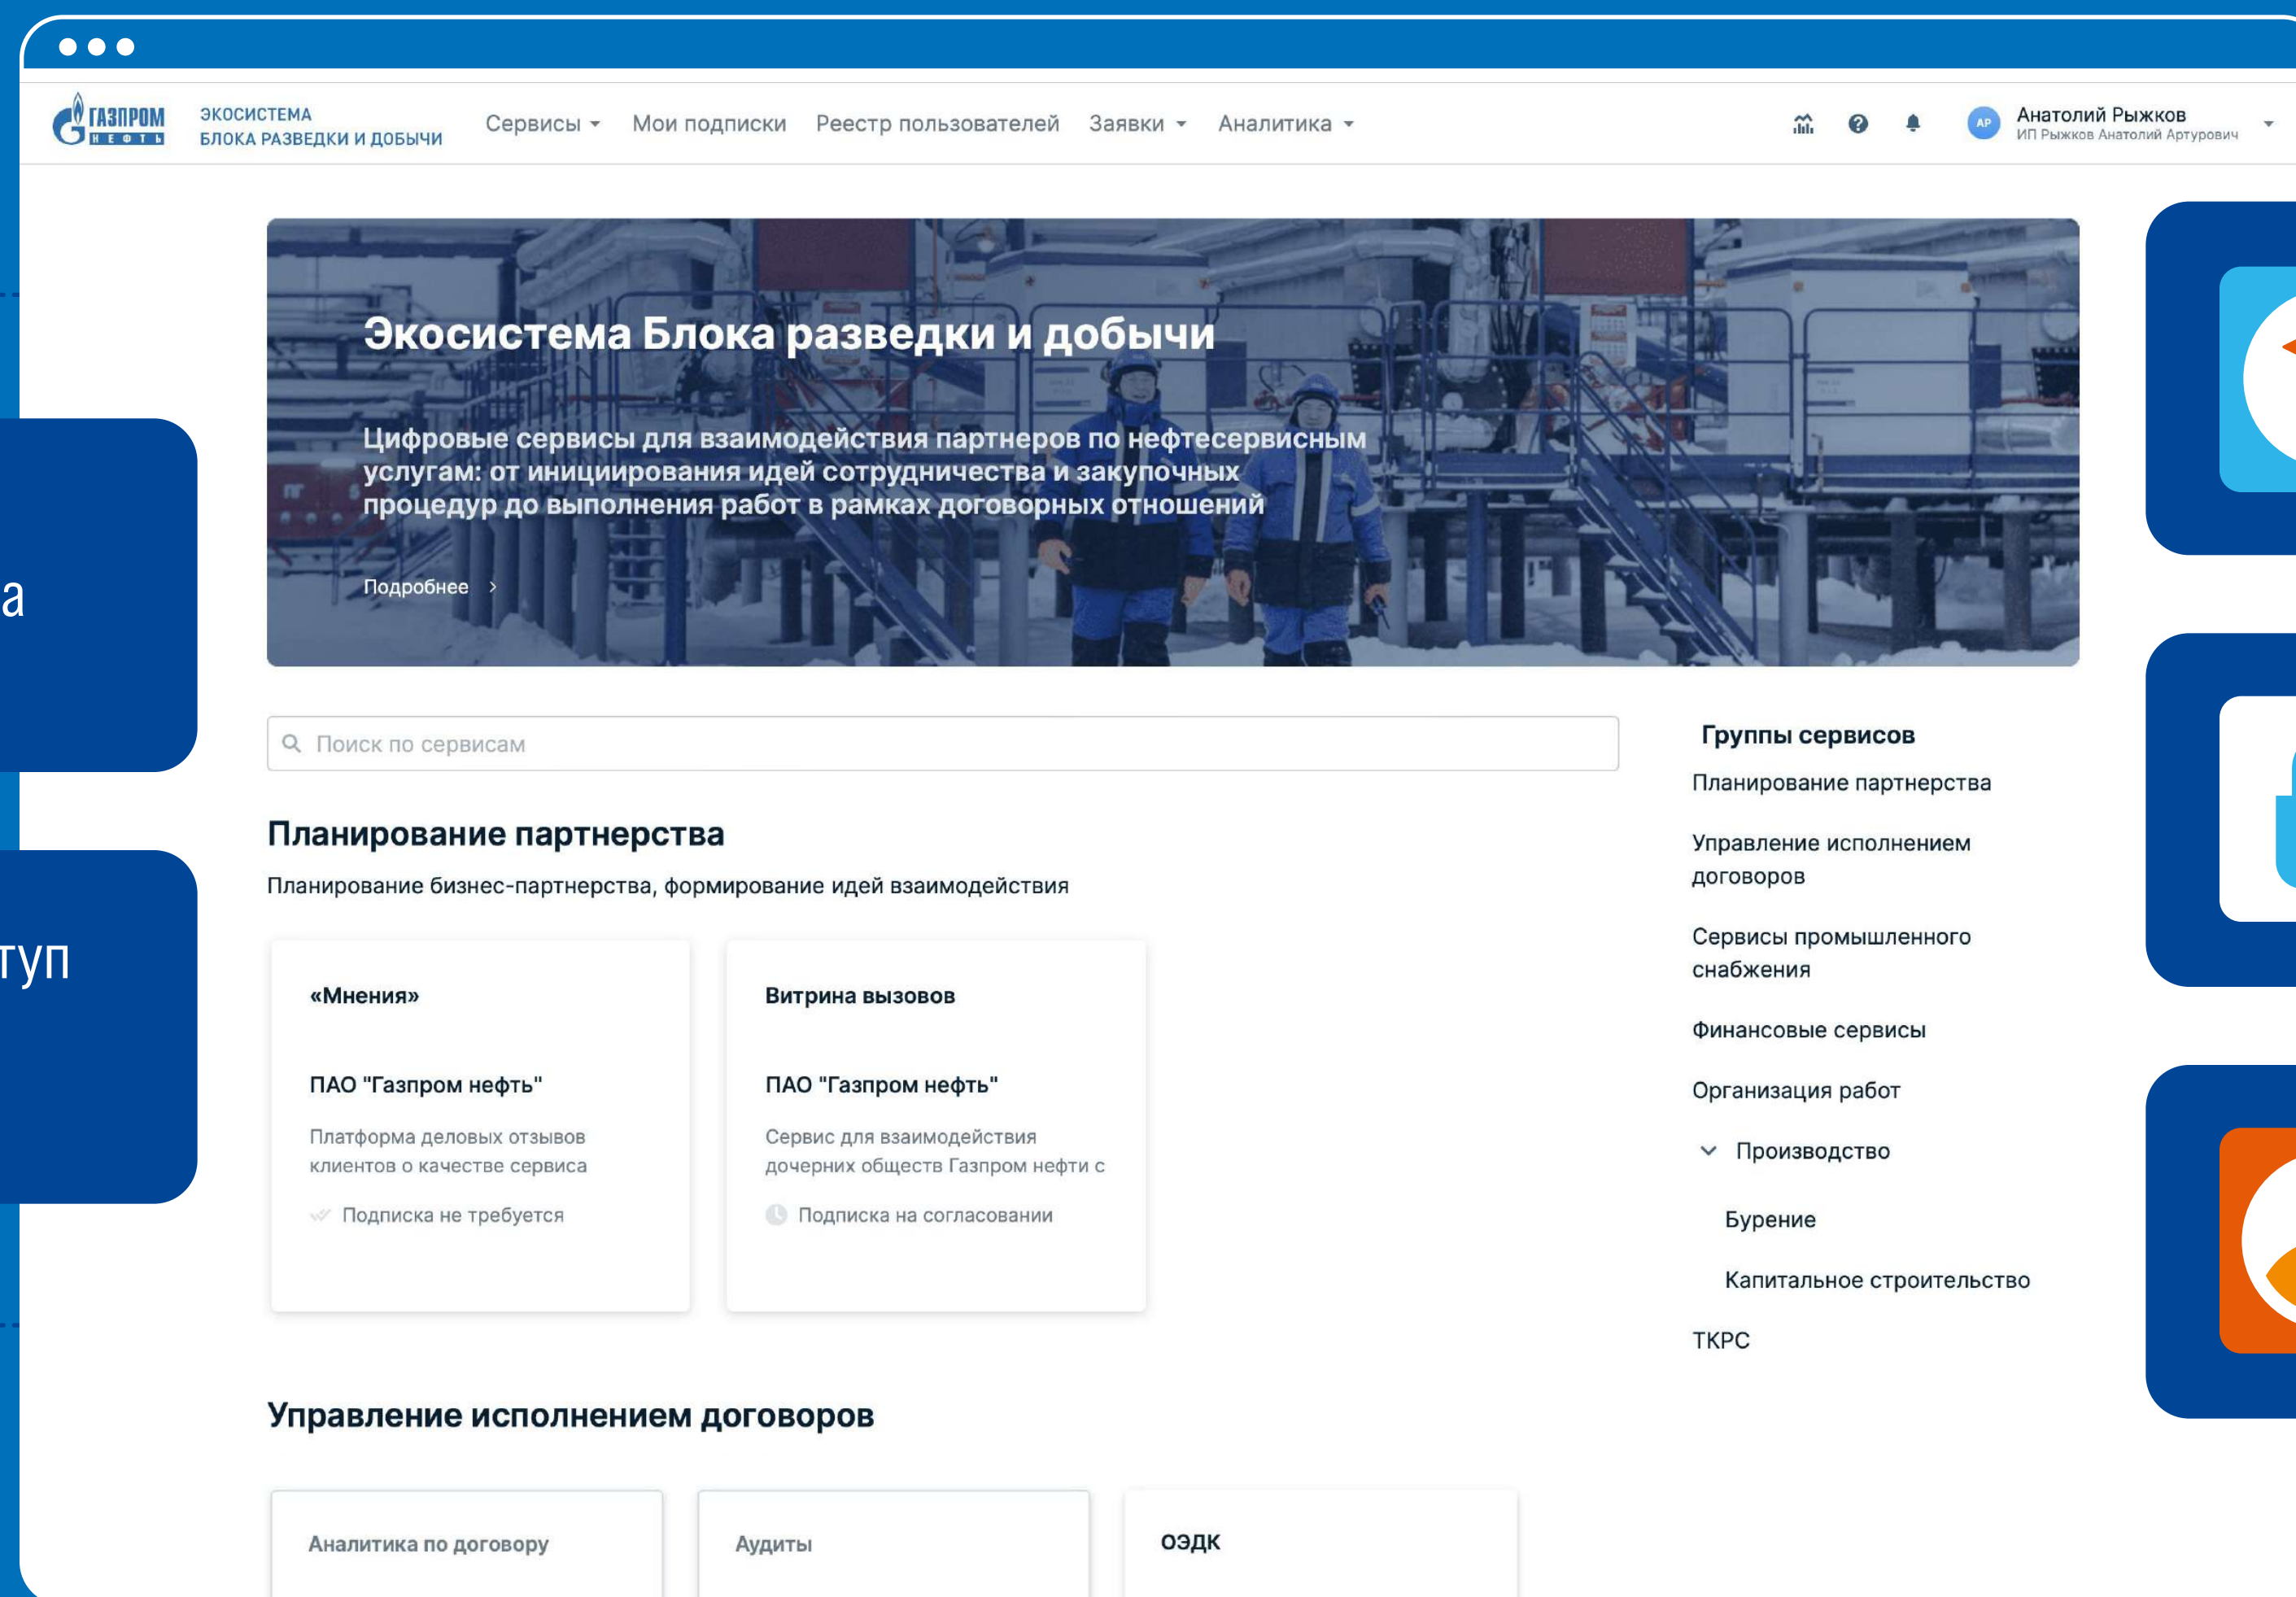 ГАЗПРОМ
НЕФТЬ
ЭКОСИСТЕМА
БЛОКА РАЗВЕДКИ И ДОБЫЧИ
Сервисы
Мои подписки
Реестр пользователей
Заявки
Аналитика
АР
Анатолий Рыжков
ИП Рыжков Анатолий Артурович
Экосистема Блока разведки и добычи
Цифровые сервисы для взаимодействия партнеров по нефтесервисным
услугам: от инициирования идей сотрудничества и закупочных
процедур до выполнения работ в рамках договорных отношений
Подробнее
а
туп
Поиск по сервисам
Планирование партнерства
Планирование бизнес-партнерства, формирование идей взаимодействия
«Мнения»
ПАО "Газпром нефть"
Платформа деловых отзывов
клиентов о качестве сервиса
Подписка не требуется
Витрина вызовов
ПАО "Газпром нефть"
Сервис для взаимодействия
дочерних обществ Газпром нефти с
Подписка на согласовании
Группы сервисов
Планирование партнерства
Управление исполнением
договоров
Сервисы промышленного
снабжения
Финансовые сервисы
Организация работ
Производство
Бурение
Капитальное строительство
ТКРС
Управление исполнением договоров
Аналитика по договору
Аудиты
ОЭДК